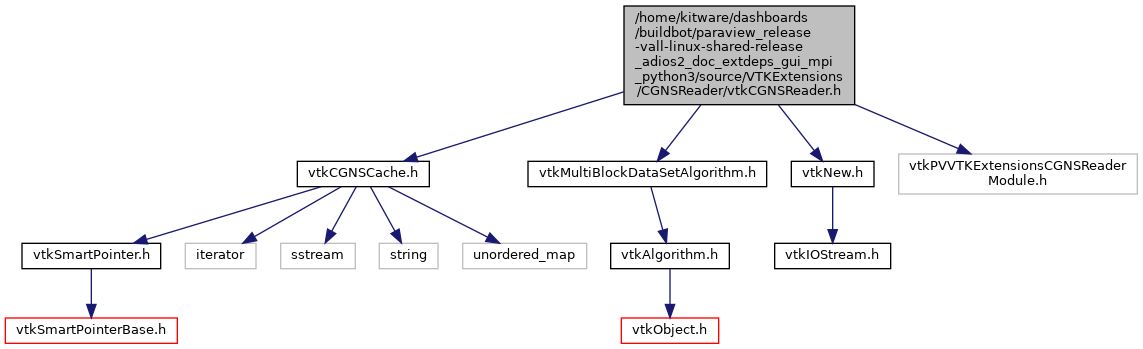 /home/kitware/dashboards
/buildbot/paraview_release
-vall-linux-shared-release
_adios2_doc_extdeps_gui_mpi
_python3/source/VTKExtensions
/CGNSReader/vtkCGNSReader.h
vtkCGNSCache.h
vtkMultiBlockDataSetAlgorithm.h
vtkNew.h
vtkPVVTKExtensionsCGNSReader
Module.h
vtkSmartPointer.h
iterator
sstream
string
unordered_map
vtkAlgorithm.h
vtkIOStream.h
vtkSmartPointerBase.h
vtkObject.h